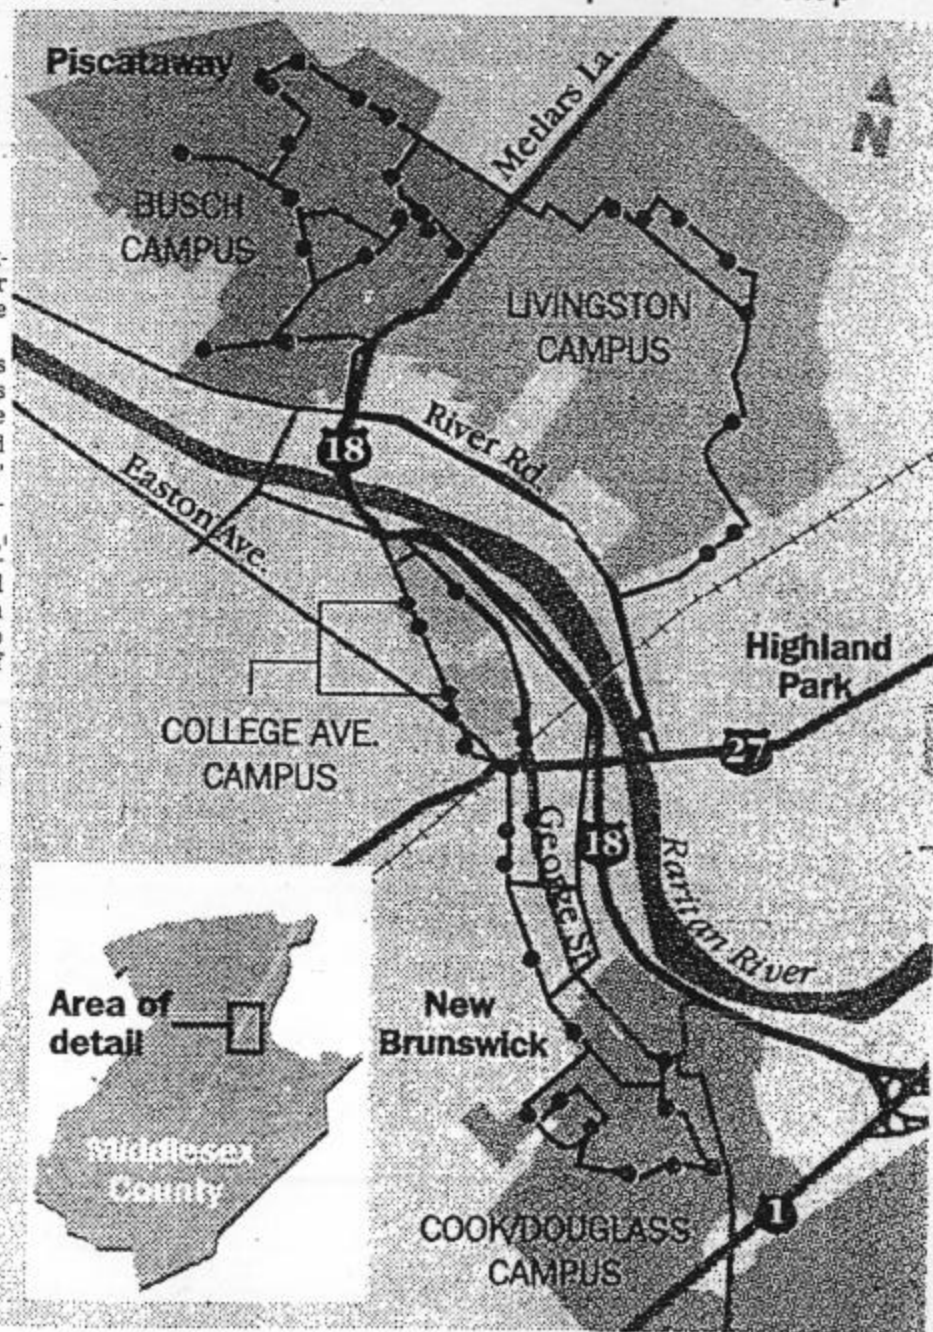 Piscataway
Metlars La.
N
BUSCH
CAMPUS
LIVINGSTON
CAMPUS
River Rd.
18
Easton Ave.
Highland
Park
COLLEGE AVE.
CAMPUS
27
George St.
18
Raritan River
Area of
detail
New
Brunswick
Middlesex
County
1
COOK/DOUGLASS
CAMPUS